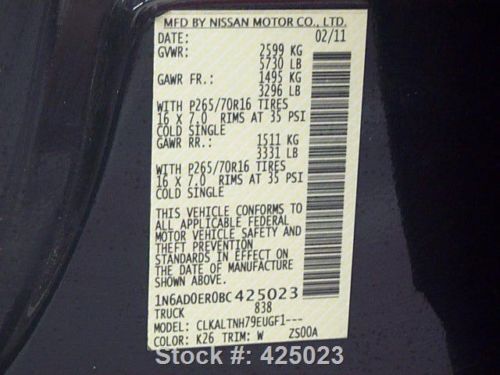 MFD BY NISSAN MOTOR CO., LTD.
DATE: 02/11
GVWR: 2599 KG
5730 LB
GAWR FR.: 1495 KG
3296 LB
WITH P265/70R16 TIRES
16 X 7.0 RIMS AT 35 PSI
COLD SINGLE
GAWR RR.: 1511 KG
3331 LB
WITH P265/70R16 TIRES
16 X 7.0 RIMS AT 35 PSI
COLD SINGLE
THIS VEHICLE CONFORMS TO
ALL APPLICABLE FEDERAL
MOTOR VEHICLE SAFETY AND
THEFT PREVENTION
STANDARDS IN EFFECT ON
THE DATE OF MANUFACTURE
SHOWN ABOVE.
1N6AD0ER0BC425023
TRUCK 838
MODEL: CLKALTNH79EUGF1---
COLOR: K26 TRIM: W ZS00A
Stock #: 425023